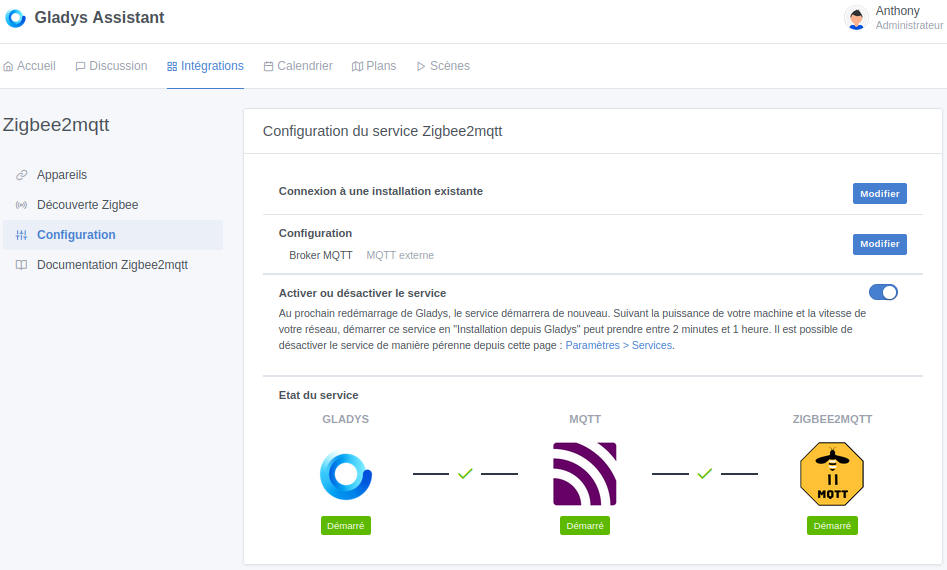 Gladys Assistant
Anthony
Administrateur
Accueil Discussion Intégrations Calendrier Plans Scènes
Zigbee2mqtt
Appareils
Découverte Zigbee
Configuration
Documentation Zigbee2mqtt
Configuration du service Zigbee2mqtt
Connexion à une installation existante
Modifier
Configuration
Broker MQTT MQTT externe
Modifier
Activer ou désactiver le service
Au prochain redémarrage de Gladys, le service démarrera de nouveau. Suivant la puissance de votre machine et la vitesse de
votre réseau, démarrer ce service en "Installation depuis Gladys" peut prendre entre 2 minutes et 1 heure. Il est possible de
désactiver le service de manière pérenne depuis cette page : Paramètres > Services.
Etat du service
GLADYS MQTT ZIGBEE2MQTT
MQTT
Démarré Démarré Démarré